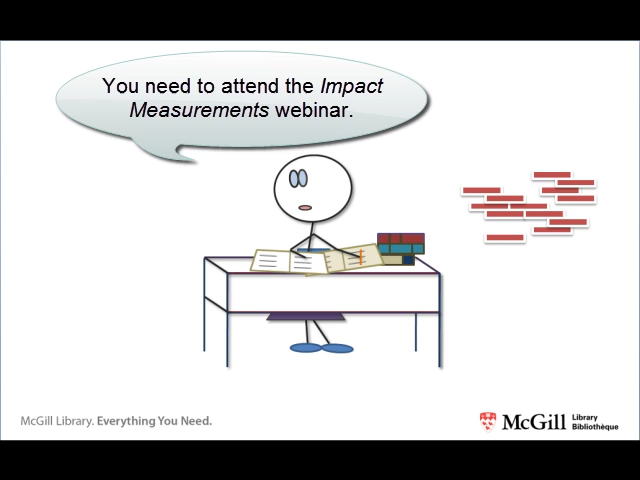 You need to attend the Impact
Measurements webinar.
McGill Library. Everything You Need.
McGill Library
Bibliothèque